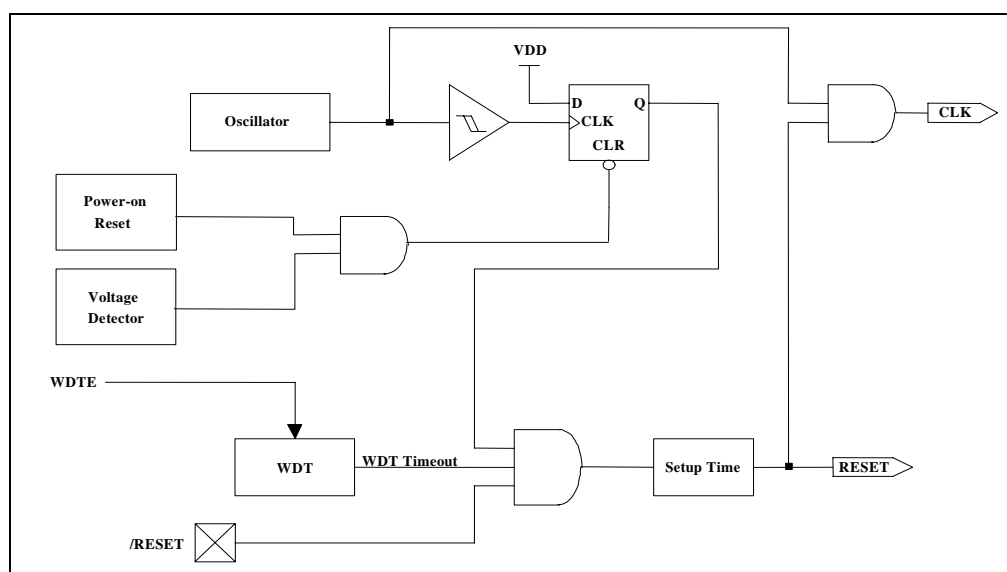 VDD
Oscillator
D
Q
CLK
CLR
CLK
Power-on
Reset
Voltage
Detector
WDTE
WDT
WDT Timeout
Setup Time
RESET
/RESET